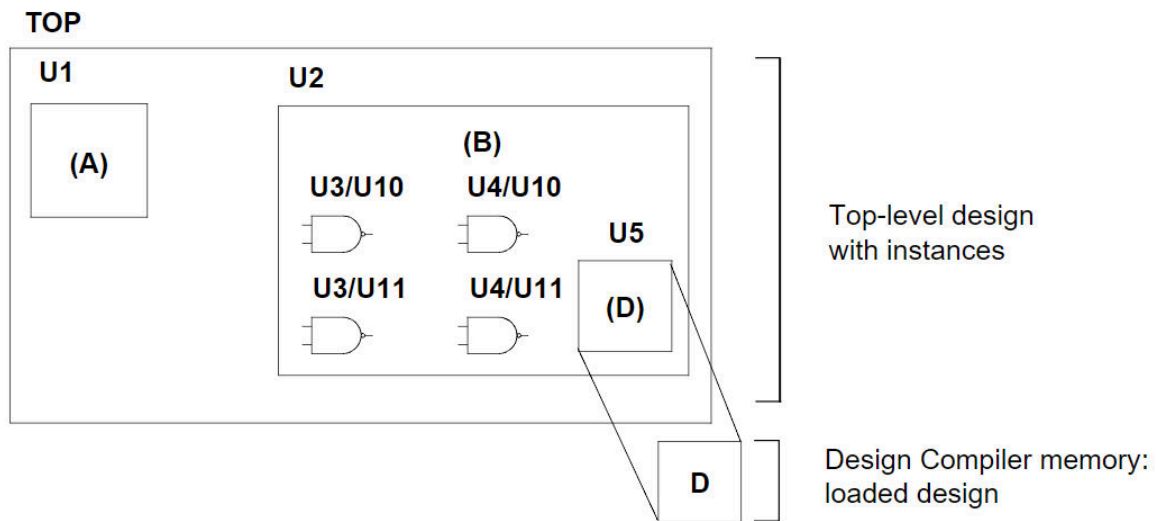 TOP
U1
U2
(A)
(B)
U3/U10
U4/U10
U5
U3/U11
U4/U11
(D)
Top-level design
with instances
D
Design Compiler memory:
loaded design